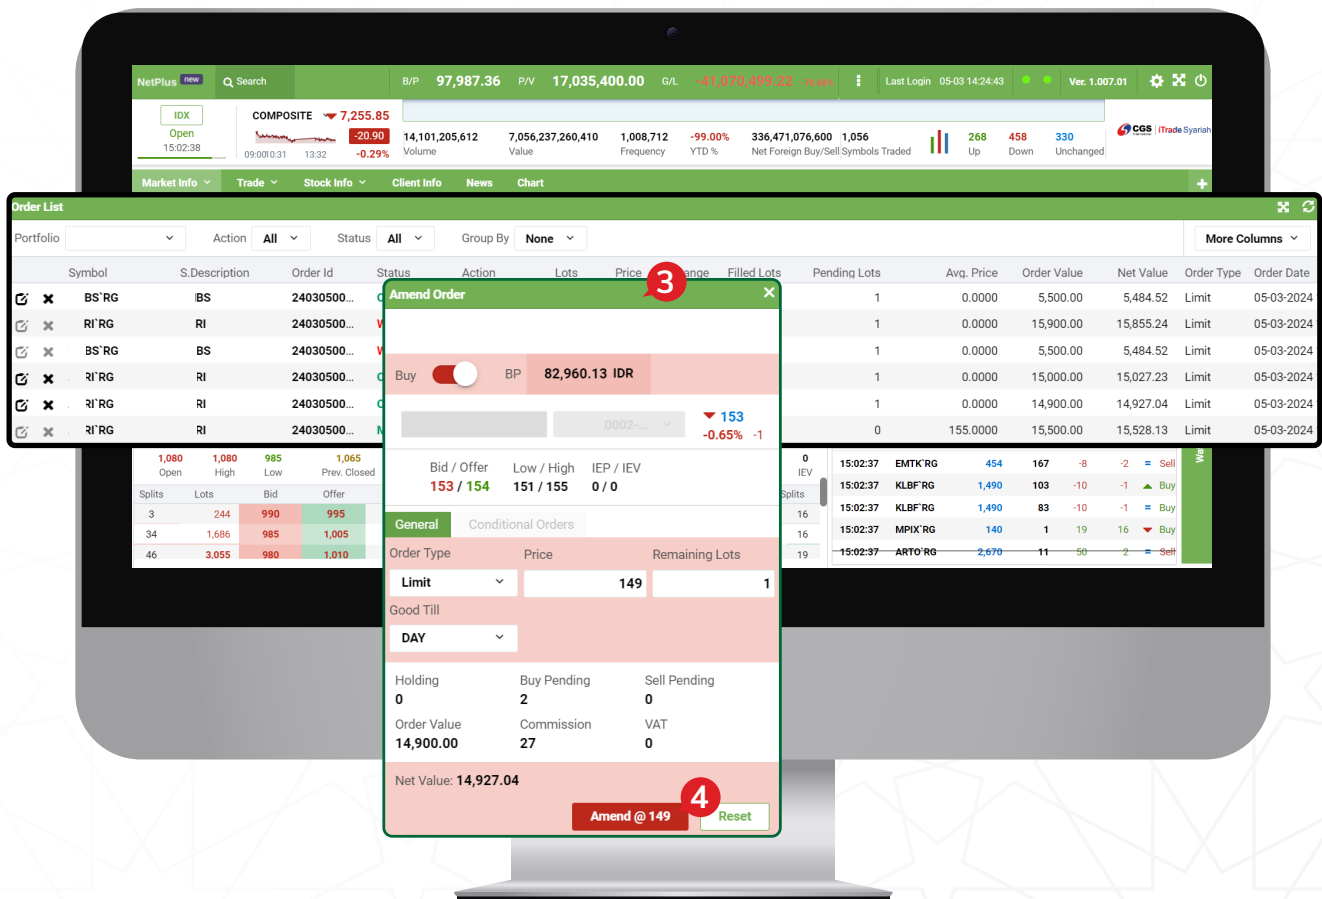 NetPlus new Search B/P 97,987.36 P/V 17,035,400.00 G/L -41,070,499.22 Last Login 05-03 14:24:43 Ver. 1.007.01
IDX
Open
15:02:38
COMPOSITE 7,255.85
-20.90
09:0010:31 13:32 -0.29%
14,101,205,612 7,056,237,260,410 1,008,712 -99.00% 336,471,076,600 1,056 268 458 330
Volume Value Frequency YTD % Net Foreign Buy/Sell Symbols Traded Up Down Unchanged
CGS International iTrade Syariah
Market Info Trade Stock Info Client Info News Chart
Order List
Portfolio Action All Status All Group By None More Columns
Symbol S.Description Order Id Status Action Lots Price ange Filled Lots Pending Lots Avg. Price Order Value Net Value Order Type Order Date
BS`RG BS 24030500... 1 0.0000 5,500.00 5,484.52 Limit 05-03-2024
RI`RG RI 24030500... 1 0.0000 15,900.00 15,855.24 Limit 05-03-2024
BS`RG BS 24030500... 1 0.0000 5,500.00 5,484.52 Limit 05-03-2024
RI`RG RI 24030500... 1 0.0000 15,000.00 15,027.23 Limit 05-03-2024
RI`RG RI 24030500... 1 0.0000 14,900.00 14,927.04 Limit 05-03-2024
RI`RG RI 24030500... 0 155.0000 15,500.00 15,528.13 Limit 05-03-2024
3
Amend Order
Buy BP 82,960.13 IDR
0002-... 153
-0.65% -1
Bid / Offer Low / High IEP / IEV
153 / 154 151 / 155 0 / 0
General Conditional Orders
Order Type Price Remaining Lots
Limit 149 1
Good Till
DAY
Holding Buy Pending Sell Pending
0 2 0
Order Value Commission VAT
14,900.00 27 0
Net Value: 14,927.04
4
Amend @ 149 Reset
1,080 1,080 985 1,065
Open High Low Prev. Closed
Splits Lots Bid Offer
3 244 990 995
34 1,686 985 1,005
46 3,055 980 1,010
0
IEV
Splits
16
16
19
15:02:37 EMTK`RG 454 167 -8 -2 = Sell
15:02:37 KLBF`RG 1,490 103 -10 -1 Buy
15:02:37 KLBF`RG 1,490 83 -10 -1 = Buy
15:02:37 MPIX`RG 140 1 19 16 Buy
15:02:37 ARTO`RG 2,670 11 50 2 = Sell